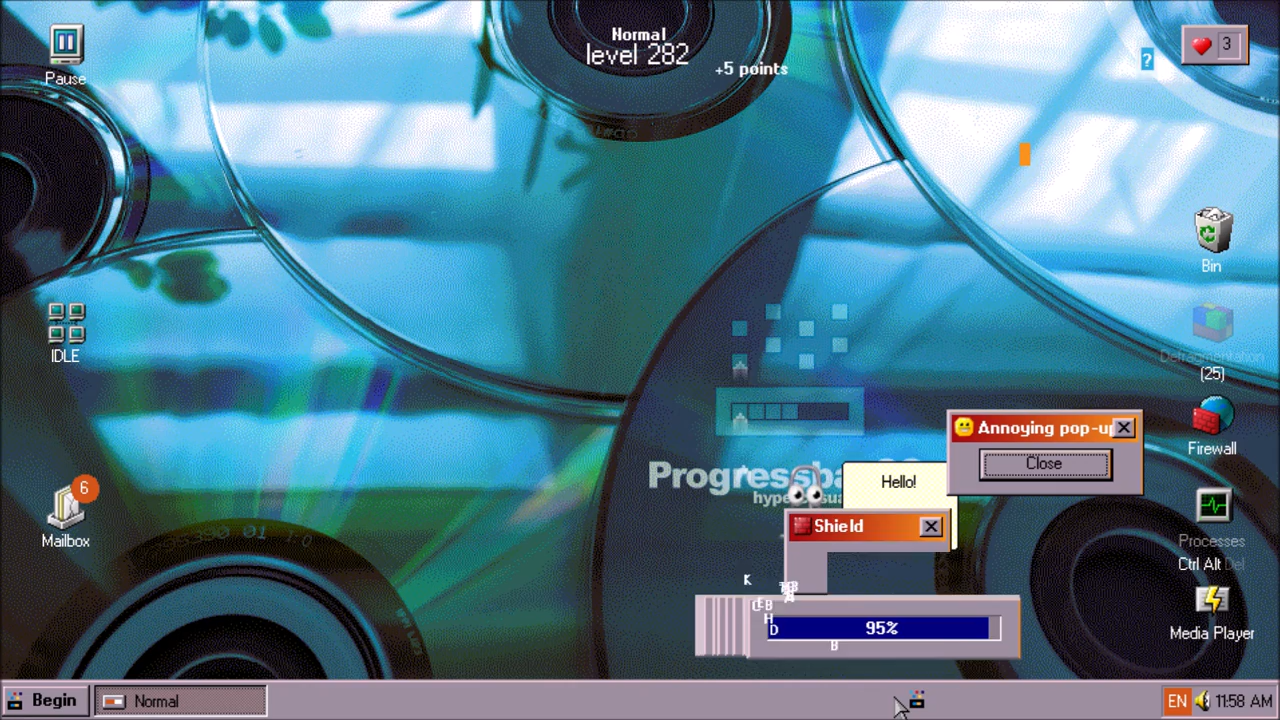 Normal
level 282
+5 points
?
3
Pause
Bin
IDLE
Defragmentation
(25)
Annoying pop-up
Close
Firewall
Hello!
Shield
6
Mailbox
Processes
Ctrl Alt Del
K
H
D
B
95%
Media Player
Begin
Normal
EN
11:58 AM